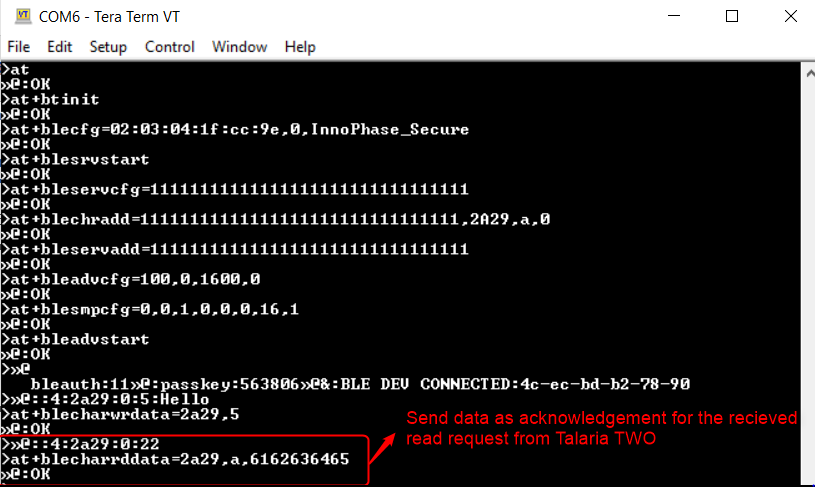 COM6 - Tera Term VT
File Edit Setup Control Window Help
>at
»@:OK
>at+btinit
»@:OK
>at+blecfg=02:03:04:1f:cc:9e,0,InnoPhase_Secure
»@:OK
>at+blesrvstart
»@:OK
>at+bleservcfg=11111111111111111111111111111111
»@:OK
>at+blechradd=11111111111111111111111111111111,2A29,a,0
»@:OK
>at+bleservadd=11111111111111111111111111111111
»@:OK
>at+bleadvcfg=100,0,1600,0
»@:OK
>at+blesmpcfg=0,0,1,0,0,0,16,1
»@:OK
>at+bleadvstart
»@:OK
>»@
bleauth:11»@:passkey:563806»@&:BLE DEV CONNECTED:4c-ec-bd-b2-78-90
»@::4:2a29:0:5:Hello
>at+blecharwrdata=2a29,5
»@:OK
>»@::4:2a29:0:22
>at+blecharrddata=2a29,a,6162636465
»@:OK
Send data as acknowledgement for the recieved
read request from Talaria TWO